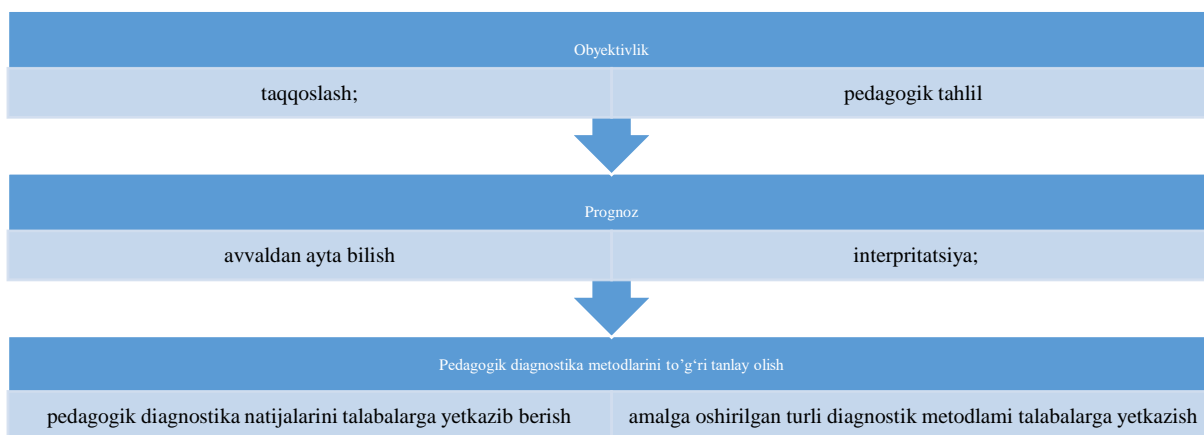 Obyektivlik
taqqoslash;
pedagogik tahlil
Prognoz
avvaldan ayta bilish
interpritatsiya;
Pedagogik diagnostika metodlarini to’g‘ri tanlay olish
pedagogik diagnostika natijalarini talabalarga yetkazib berish
amalga oshirilgan turli diagnostik metodlami talabalarga yetkazish